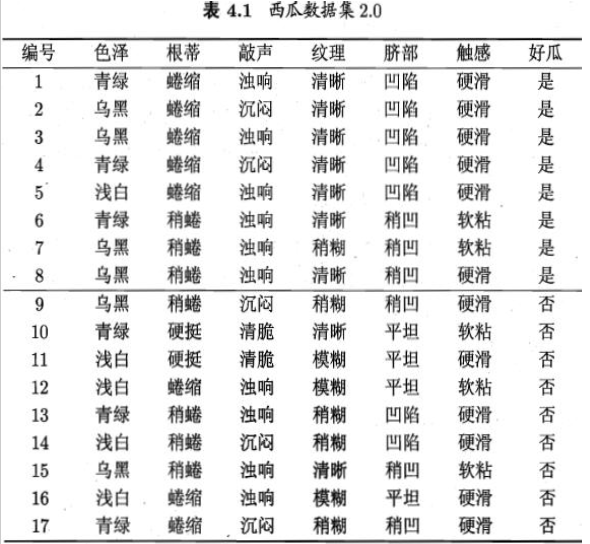 表 4.1 西瓜数据集 2.0
编号 色泽 根蒂 敲声 纹理 脐部 触感 好瓜
1 青绿 蜷缩 浊响 清晰 凹陷 硬滑 是
2 乌黑 蜷缩 沉闷 清晰 凹陷 硬滑 是
3 乌黑 蜷缩 浊响 清晰 凹陷 硬滑 是
4 青绿 蜷缩 沉闷 清晰 凹陷 硬滑 是
5 浅白 蜷缩 浊响 清晰 凹陷 硬滑 是
6 青绿 稍蜷 浊响 清晰 稍凹 软粘 是
7 乌黑 稍蜷 浊响 稍糊 稍凹 软粘 是
8 乌黑 稍蜷 浊响 清晰 稍凹 硬滑 是
9 乌黑 稍蜷 沉闷 稍糊 稍凹 硬滑 否
10 青绿 硬挺 清脆 清晰 平坦 软粘 否
11 浅白 硬挺 清脆 模糊 平坦 硬滑 否
12 浅白 蜷缩 浊响 模糊 平坦 软粘 否
13 青绿 稍蜷 浊响 稍糊 凹陷 硬滑 否
14 浅白 稍蜷 沉闷 稍糊 凹陷 硬滑 否
15 乌黑 稍蜷 浊响 清晰 稍凹 软粘 否
16 浅白 蜷缩 浊响 模糊 平坦 硬滑 否
17 青绿 蜷缩 沉闷 稍糊 稍凹 硬滑 否